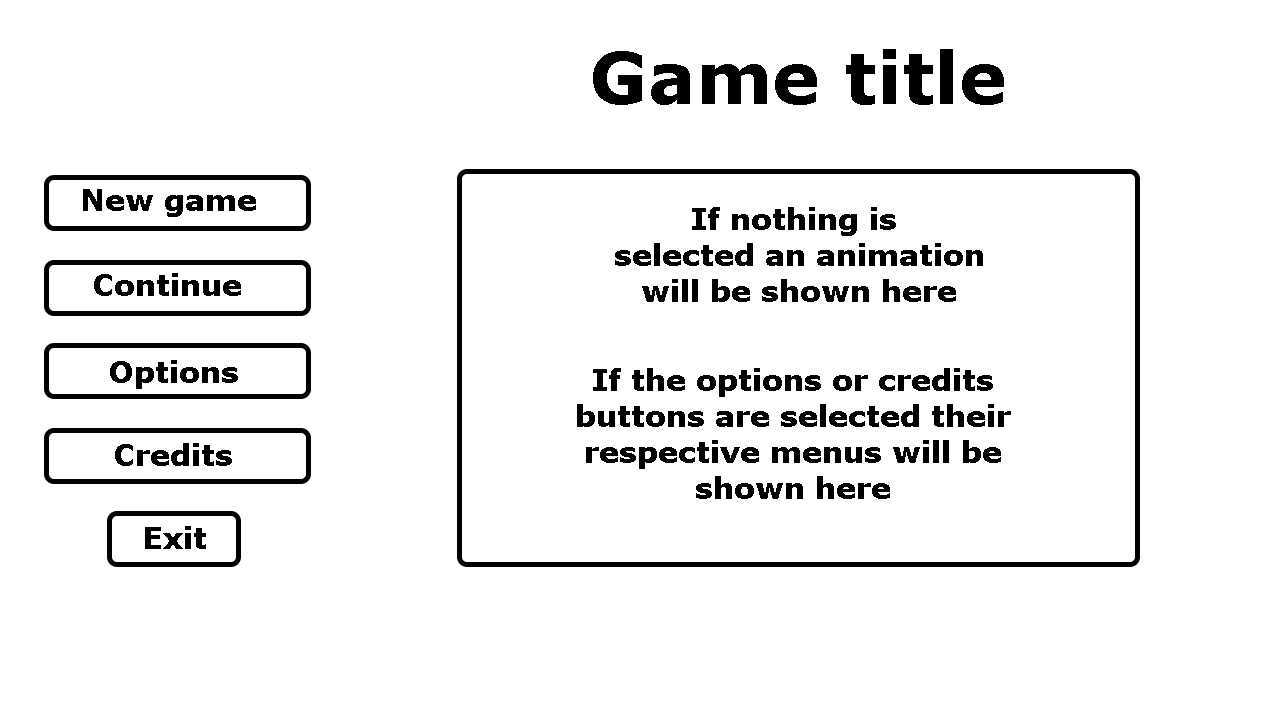 Game title
New game
Continue
Options
Credits
Exit
If nothing is
selected an animation
will be shown here
If the options or credits
buttons are selected their
respective menus will be
shown here